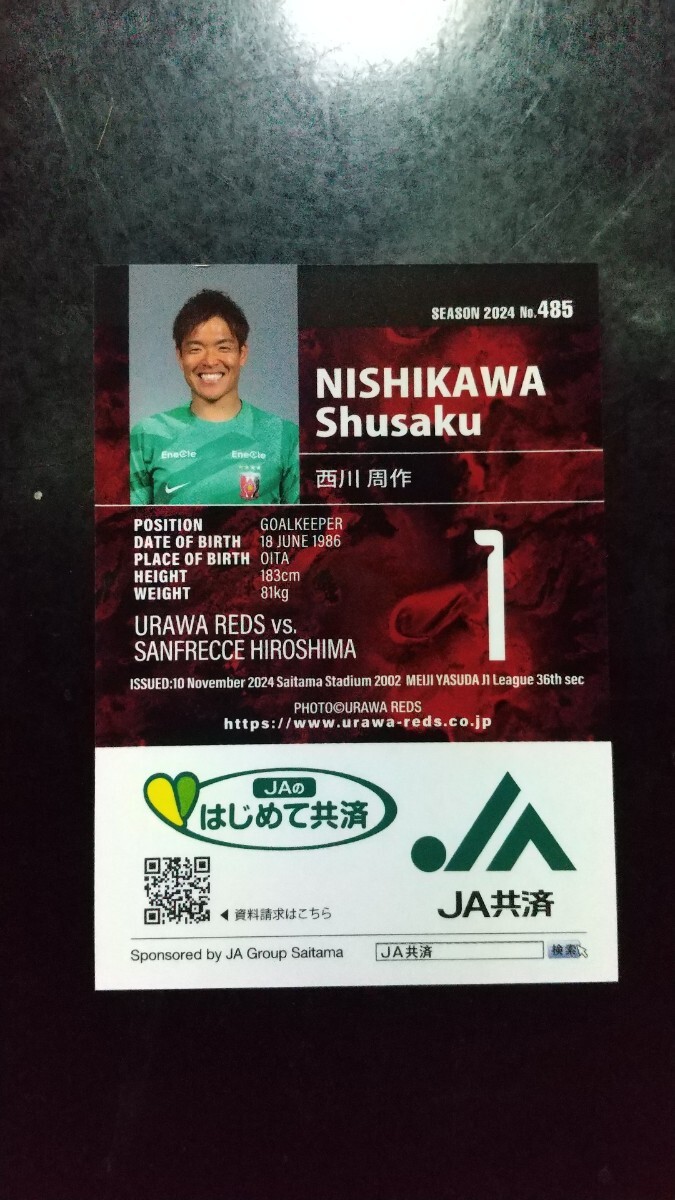 SEASON 2024 No.485
NISHIKAWA
Shusaku
西川 周作
EneCle EneCle
POSITION GOALKEEPER
DATE OF BIRTH 18 JUNE 1986
PLACE OF BIRTH OITA
HEIGHT 183cm
WEIGHT 81kg
1
URAWA REDS vs.
SANFRECCE HIROSHIMA
ISSUED:10 November 2024 Saitama Stadium 2002 MEIJI YASUDA J1 League 36th sec
PHOTO©URAWA REDS
https://www.urawa-reds.co.jp
JAの
はじめて共済
JA
JA共済
◀ 資料請求はこちら
Sponsored by JA Group Saitama
JA共済 検索